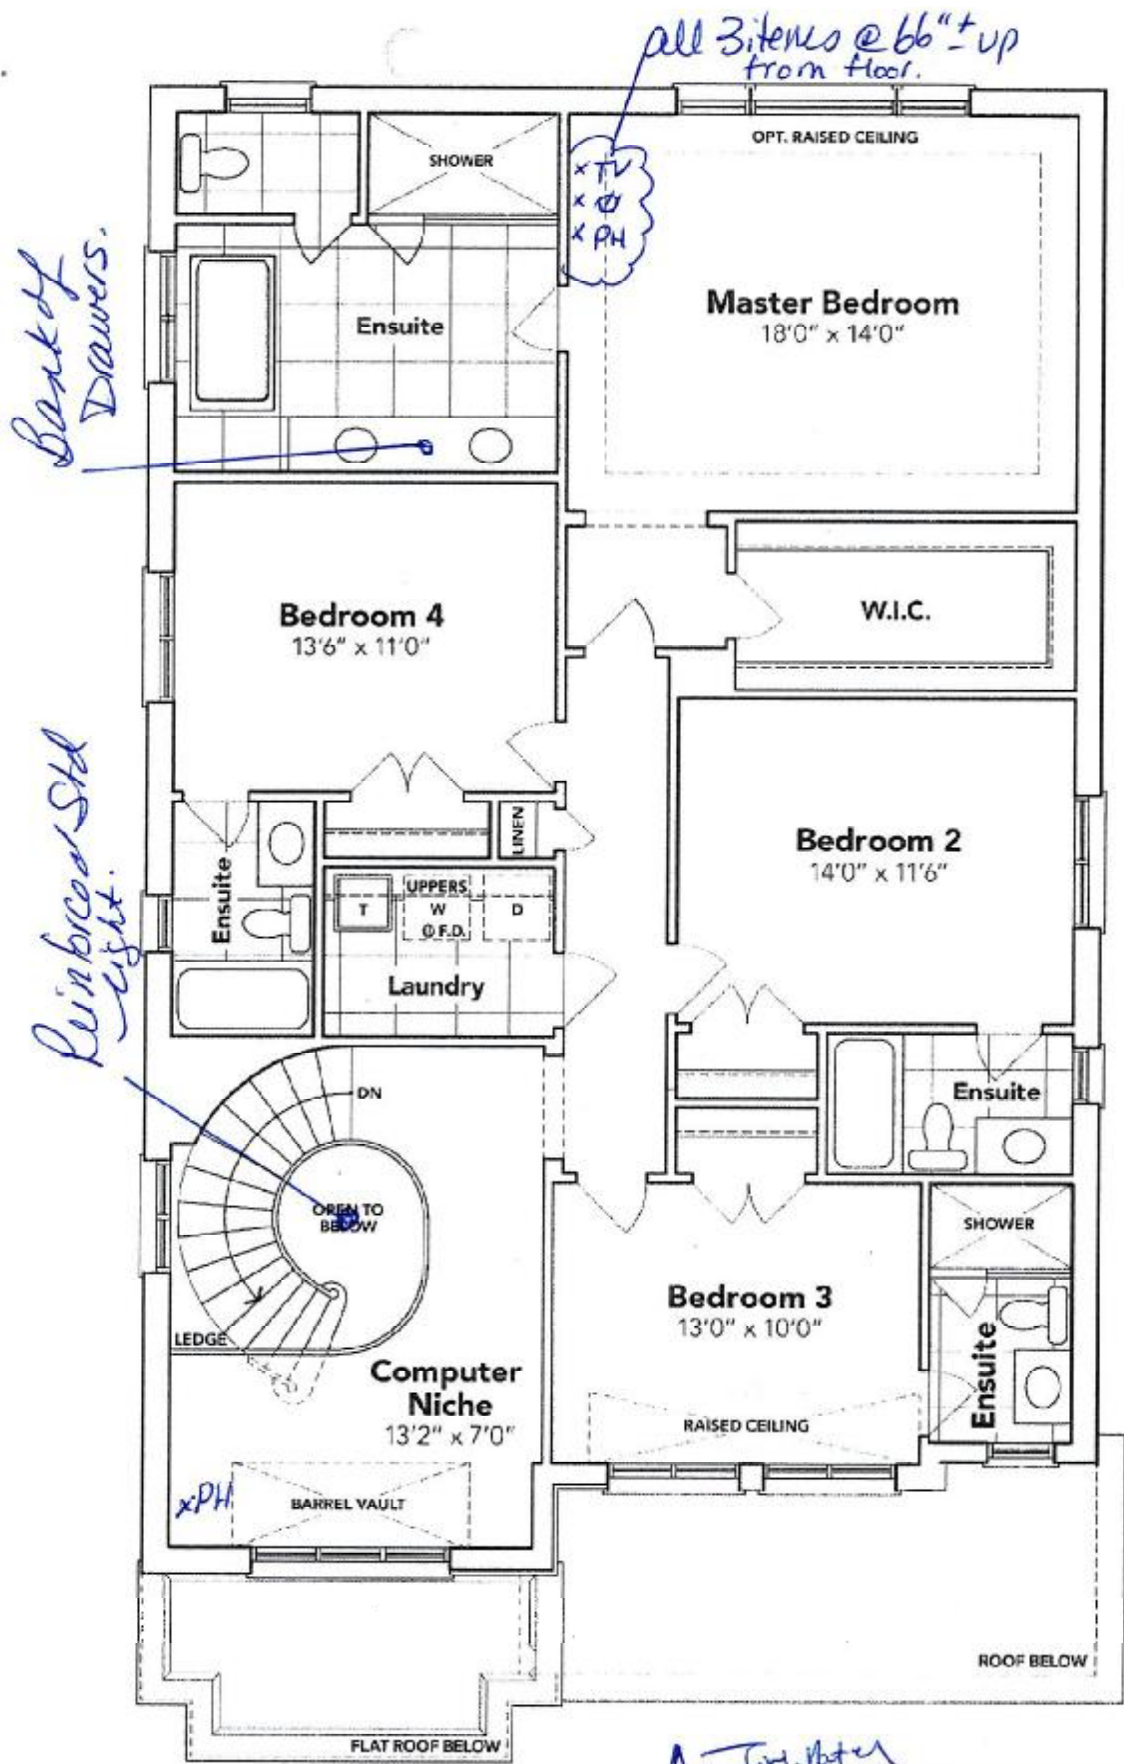 all 3 items @ 66"± up
from floor.
OPT. RAISED CEILING
SHOWER
x TV
x
x PH
Bank of
Drawers.
Ensuite
Master Bedroom
18'0" x 14'0"
Bedroom 4
13'6" x 11'0"
W.I.C.
LINEN
Bedroom 2
14'0" x 11'6"
Reinforced Std
Light.
Ensuite
UPPERS
T
W
D
F.D.
Laundry
DN
Ensuite
OPEN TO
BELOW
SHOWER
Bedroom 3
13'0" x 10'0"
LEDGE
Computer
Niche
13'2" x 7'0"
Ensuite
RAISED CEILING
x PH
BARREL VAULT
ROOF BELOW
FLAT ROOF BELOW